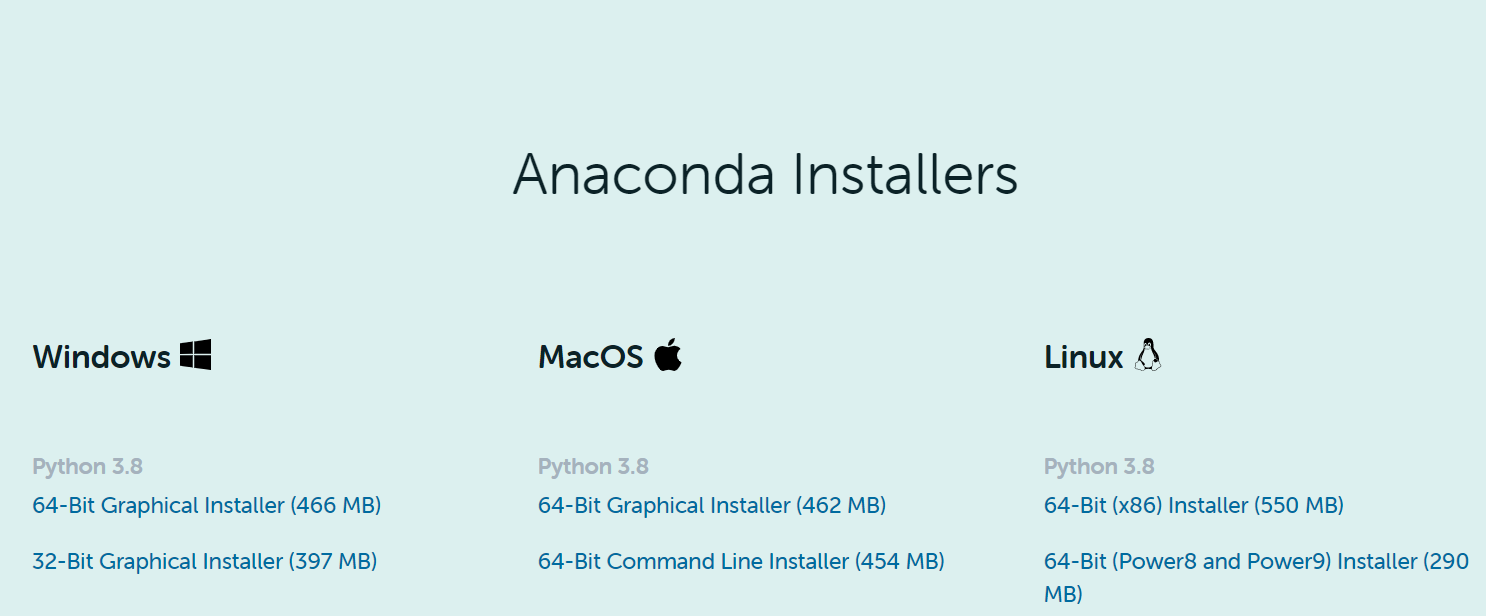 Anaconda Installers
Windows
Python 3.8
64-Bit Graphical Installer (466 MB)
32-Bit Graphical Installer (397 MB)
MacOS
Python 3.8
64-Bit Graphical Installer (462 MB)
64-Bit Command Line Installer (454 MB)
Linux
Python 3.8
64-Bit (x86) Installer (550 MB)
64-Bit (Power8 and Power9) Installer (290
MB)